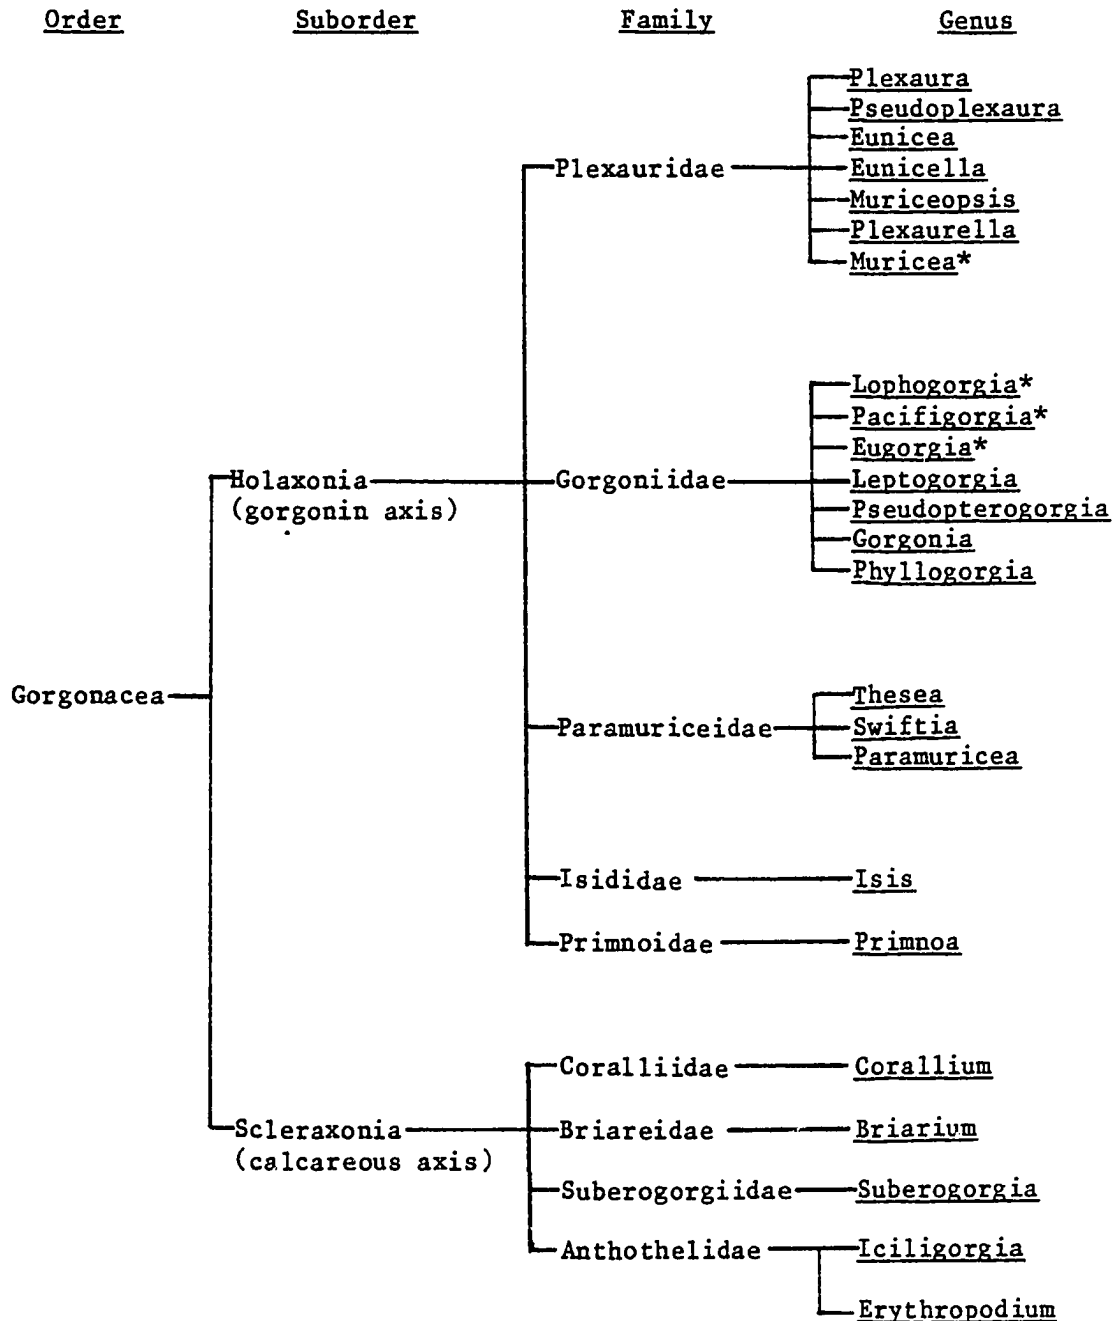 Order Suborder Family Genus
Plexaura
Pseudoplexaura
Eunicea
Plexauridae Eunicella
Muriceopsis
Plexaurella
Muricea*
Lophogorgia*
Pacifigorgia*
Eugorgia*
Holaxonia Gorgoniidae Leptogorgia
(gorgonin axis) Pseudopterogorgia
Gorgonia
Phyllogorgia
Gorgonacea Thesea
Paramuriceidae Swiftia
Paramuricea
Isididae Isis
Primnoidae Primnoa
Coralliidae Corallium
Scleraxonia Briareidae Briarium
(calcareous axis)
Suberogorgiidae Suberogorgia
Anthothelidae Iciligorgia
Erythropodium